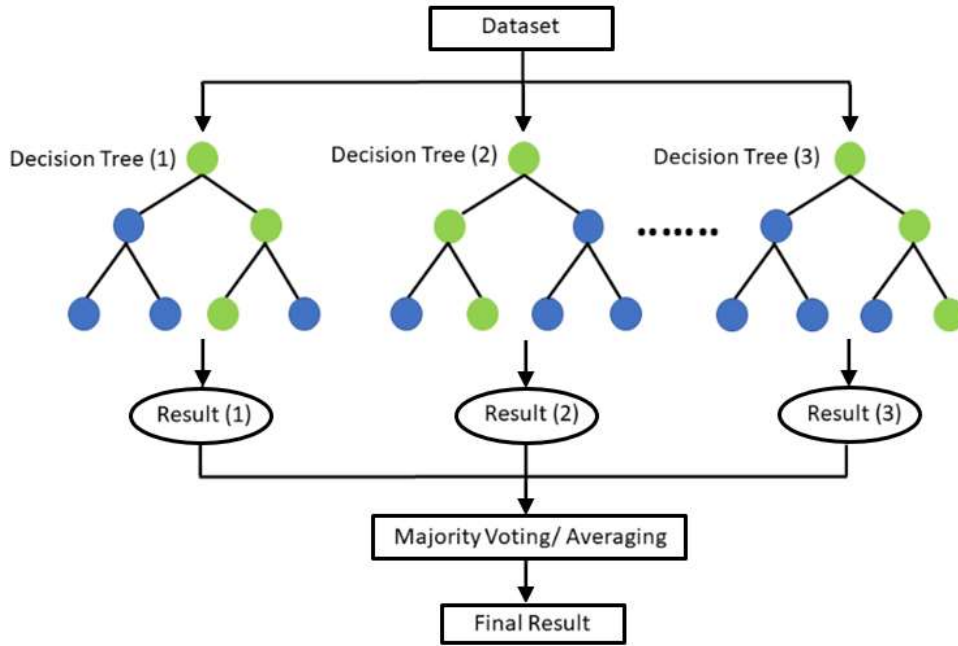 Dataset
Decision Tree (1)
Decision Tree (2)
Decision Tree (3)
Result (1)
Result (2)
Result (3)
Majority Voting/ Averaging
Final Result